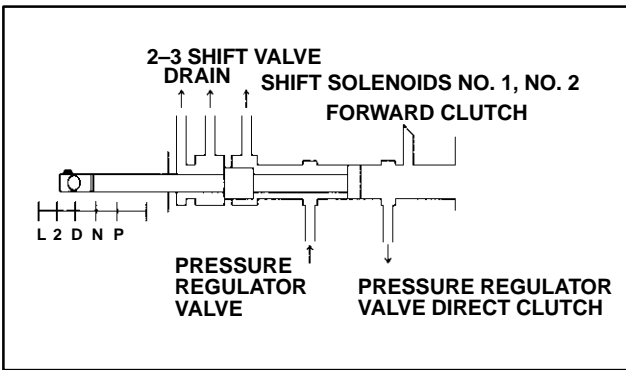 2–3 SHIFT VALVE
DRAIN
SHIFT SOLENOIDS NO. 1, NO. 2
FORWARD CLUTCH
L 2 D N P
PRESSURE
REGULATOR
VALVE
PRESSURE REGULATOR
VALVE DIRECT CLUTCH